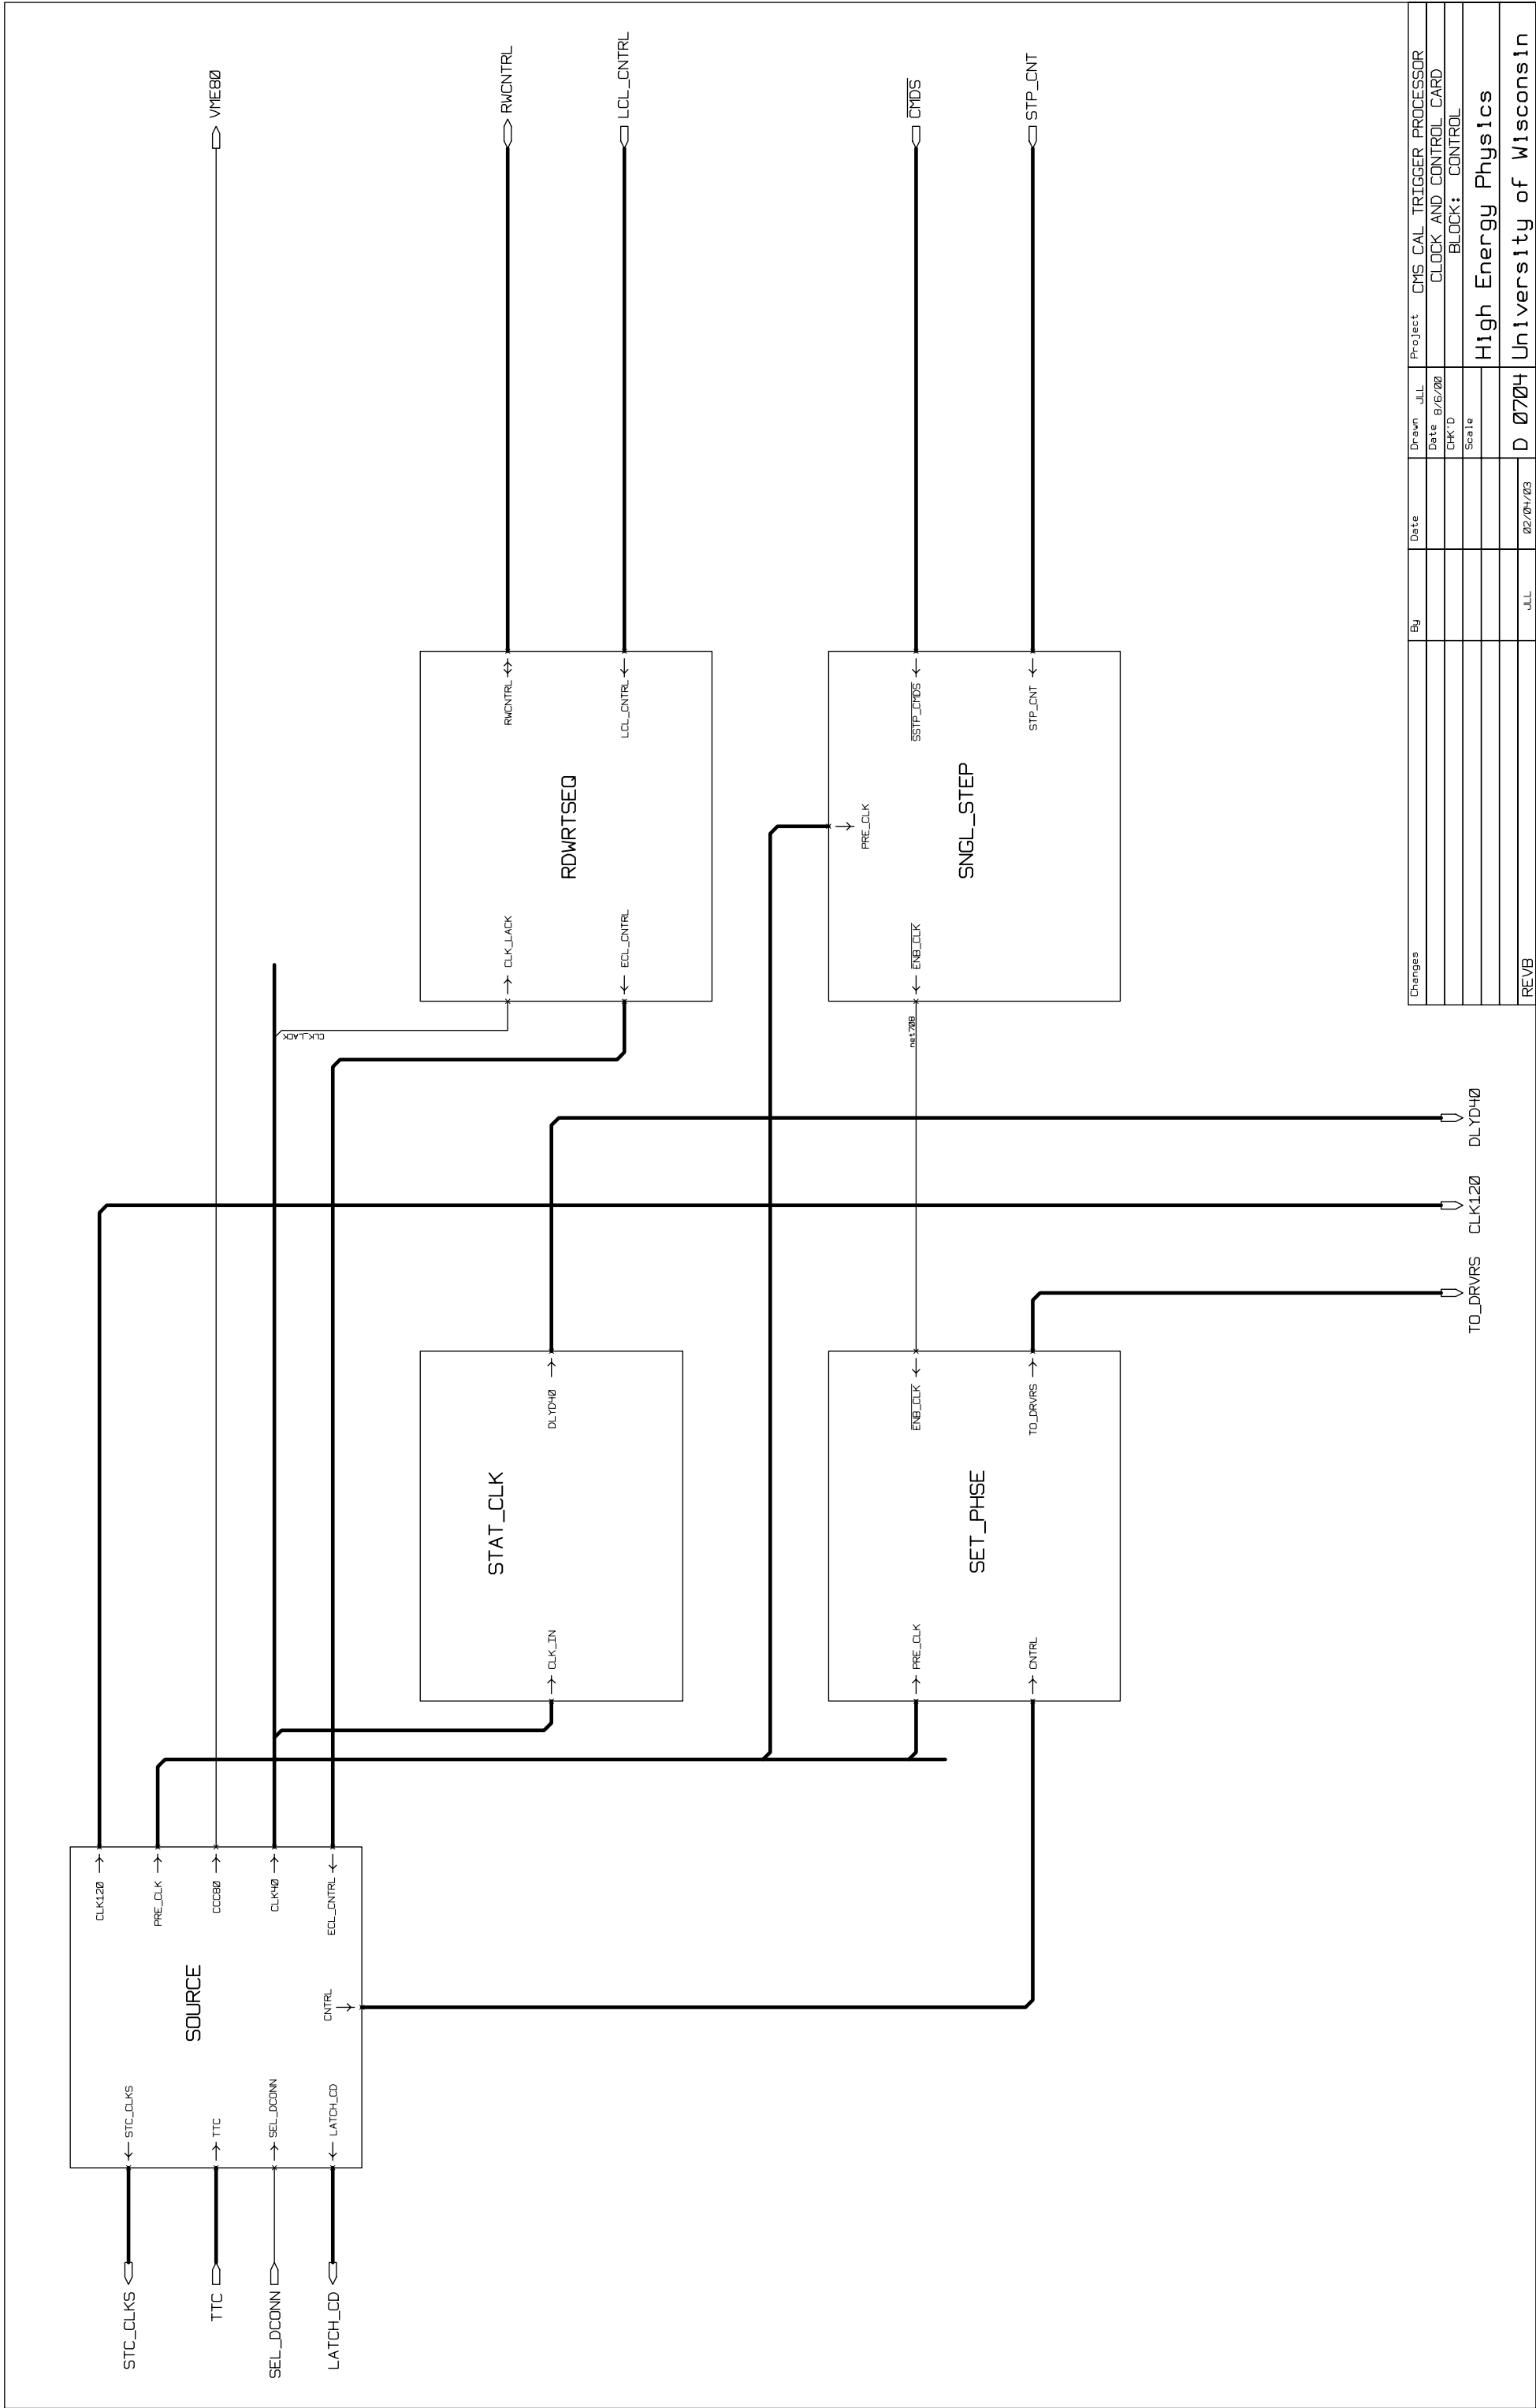 STC_CLKS
TTC
SEL_DCONN
LATCH_CD
STC_CLKS
TTC
SEL_DCONN
LATCH_CD
SOURCE
CNTRL
CLK120
PRE_CLK
CCC80
CLK40
ECL_CNTRL
VME80
STAT_CLK
CLK_IN
DLYD40
CLK_LACK
RDWRTSEQ
CLK_LACK
ECL_CNTRL
RWCNTRL
LCL_CNTRL
RWCNTRL
LCL_CNTRL
SET_PHSE
PRE_CLK
CNTRL
ENB_CLK
TO_DRVRS
net708
SNGL_STEP
ENB_CLK
PRE_CLK
SSTP_CMDS
STP_CNT
CMDS
STP_CNT
TO_DRVRS
CLK120
DLYD40
Changes
By
Date
Drawn JLL
Project CMS CAL TRIGGER PROCESSOR
Date 8/6/00
CLOCK AND CONTROL CARD
CHK'D
BLOCK: CONTROL
Scale
High Energy Physics
REVB
JLL
02/04/03
D 0704
University of Wisconsin